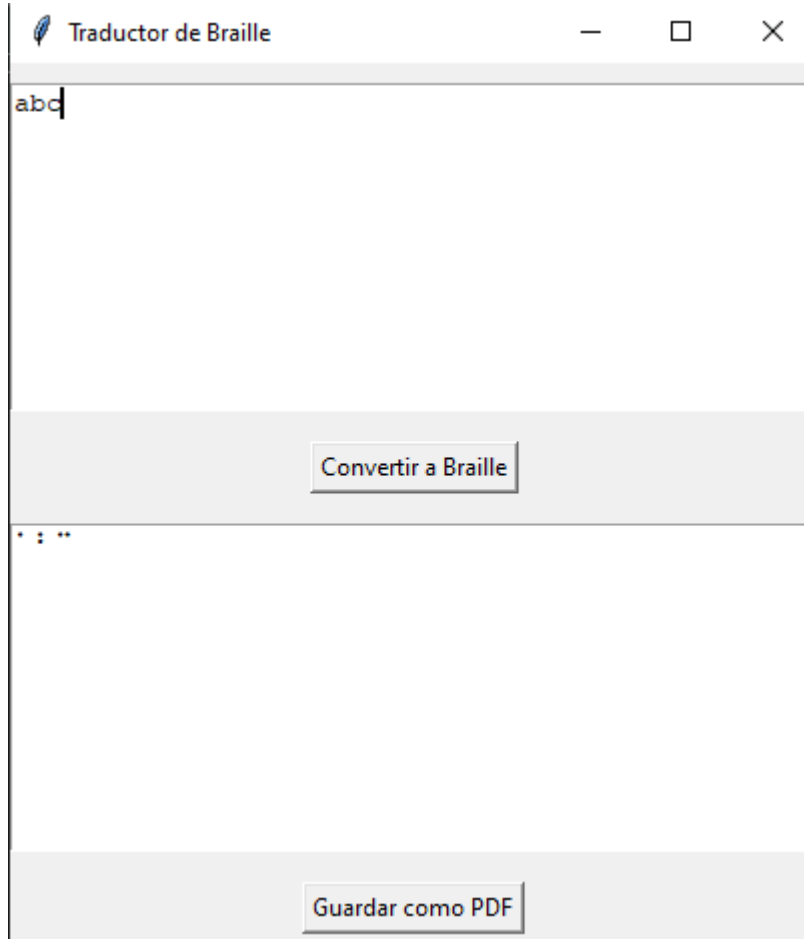 Traductor de Braille
abc
Convertir a Braille
⠁⠃⠉
Guardar como PDF